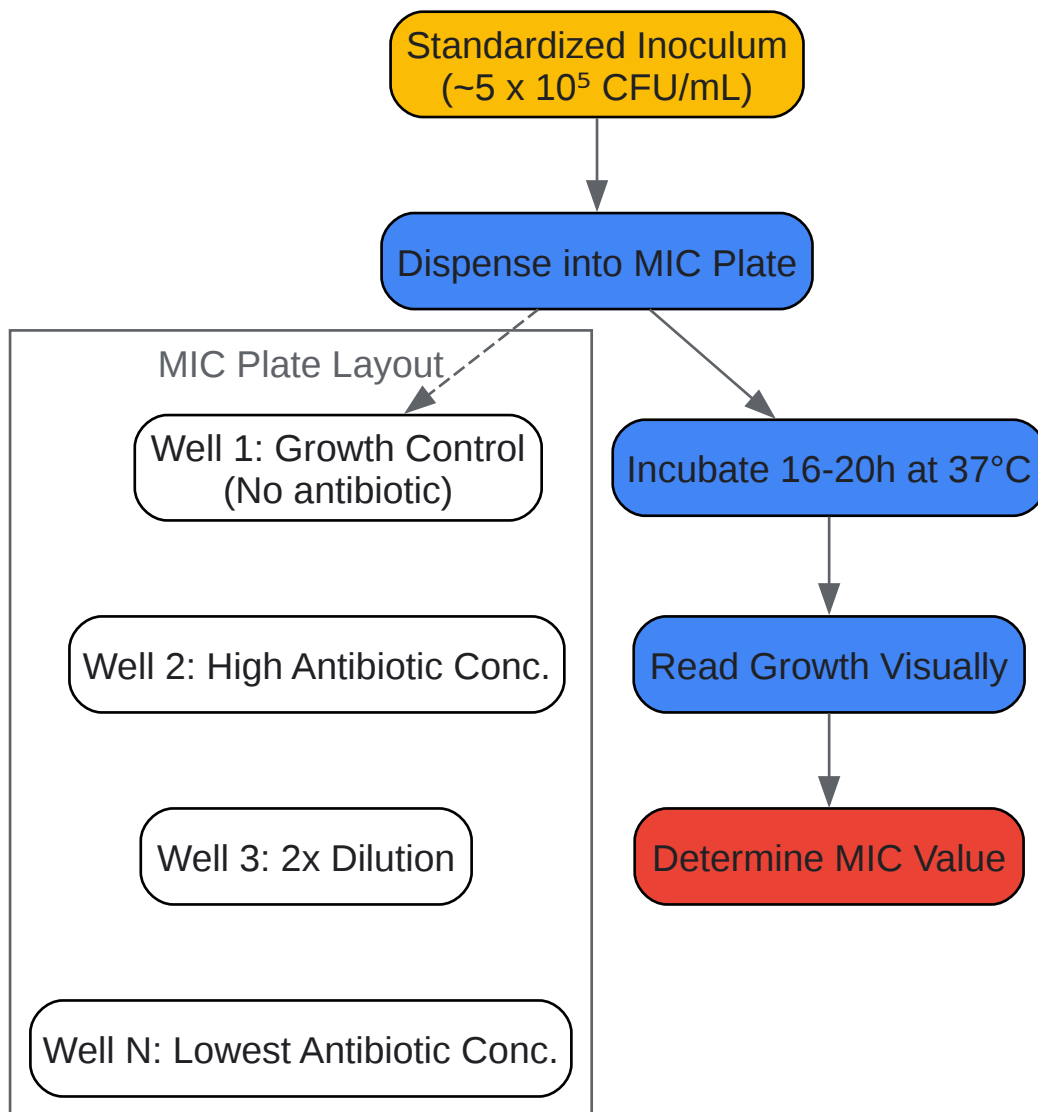 Standardized Inoculum
(~5 x 10⁵ CFU/mL)
Dispense into MIC Plate
MIC Plate Layout
Well 1: Growth Control
(No antibiotic)
Incubate 16-20h at 37°C
Well 2: High Antibiotic Conc.
Read Growth Visually
Well 3: 2x Dilution
Determine MIC Value
Well N: Lowest Antibiotic Conc.